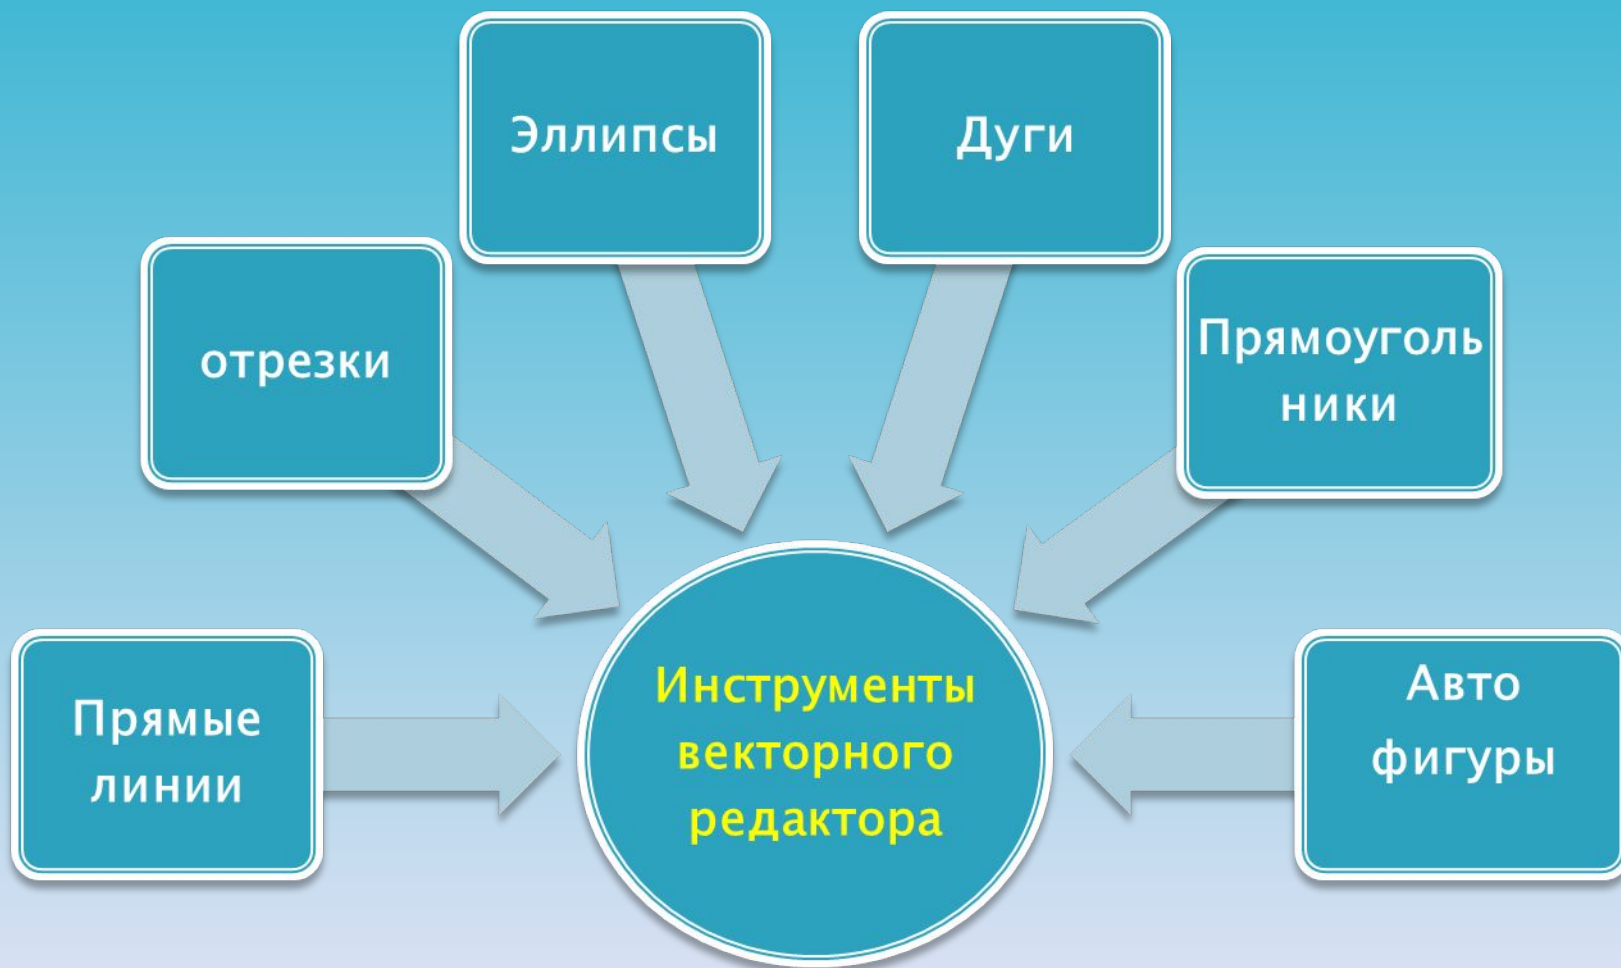 Эллипсы
Дуги
отрезки
Прямоуголь
ники
Прямые
линии
Инструменты
векторного
редактора
Авто
фигуры